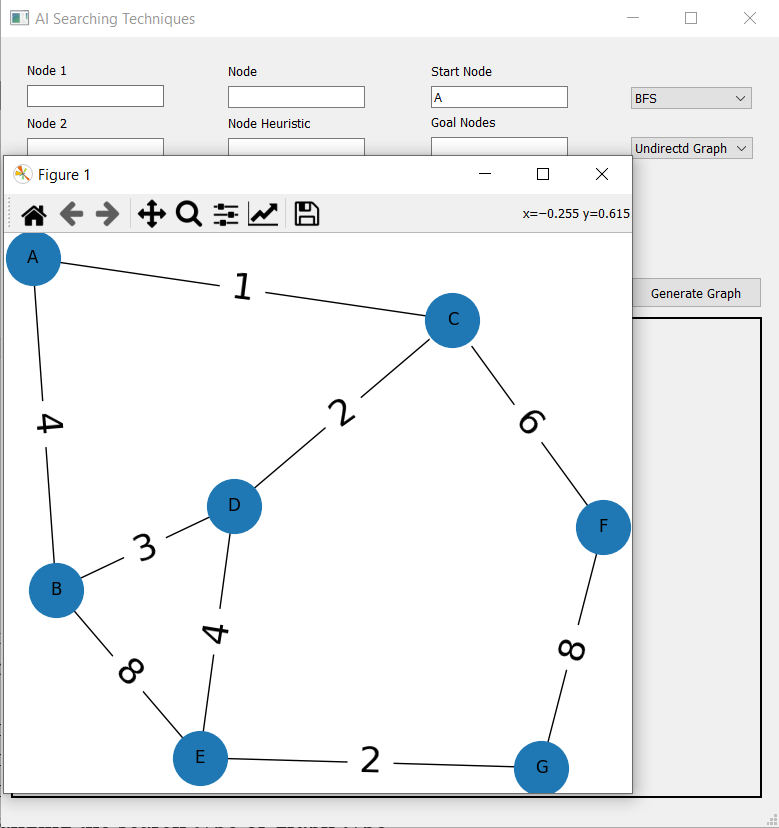 AI Searching Techniques
Node 1
Node
Start Node
A
BFS
Node 2
Node Heuristic
Goal Nodes
Undirectd Graph
Figure 1
x=−0.255 y=0.615
Generate Graph
A
1
C
4
2
6
D
F
3
B
4
8
8
E
2
G